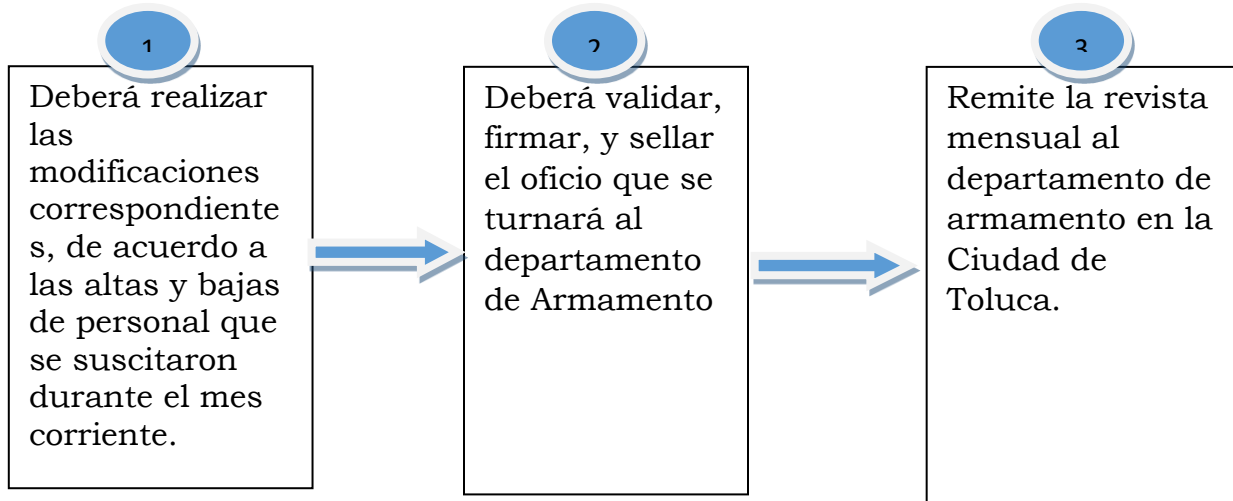 1
Deberá realizar
las
modificaciones
correspondiente
s, de acuerdo a
las altas y bajas
de personal que
se suscitaron
durante el mes
corriente.
2
Deberá validar,
firmar, y sellar
el oficio que se
turnará al
departamento
de Armamento
3
Remite la revista
mensual al
departamento de
armamento en la
Ciudad de
Toluca.